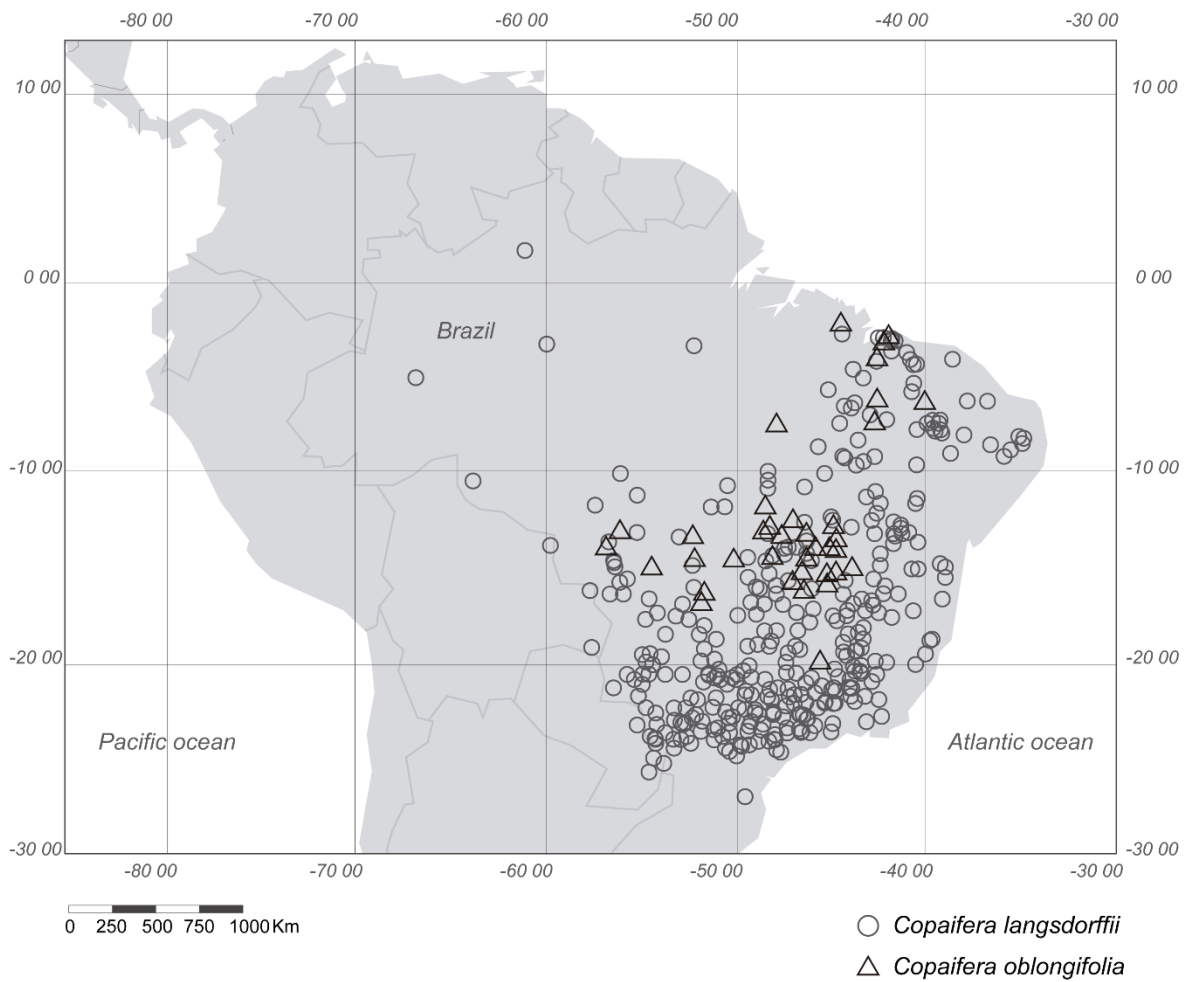 -80 00 -70 00 -60 00 -50 00 -40 00 -30 00
10 00 10 00
0 00 0 00
Brazil
-10 00 -10 00
-20 00 -20 00
Pacific ocean Atlantic ocean
-30 00 -30 00
-80 00 -70 00 -60 00 -50 00 -40 00 -30 00
0 250 500 750 1000 Km
Copaifera langsdorffii
Copaifera oblongifolia